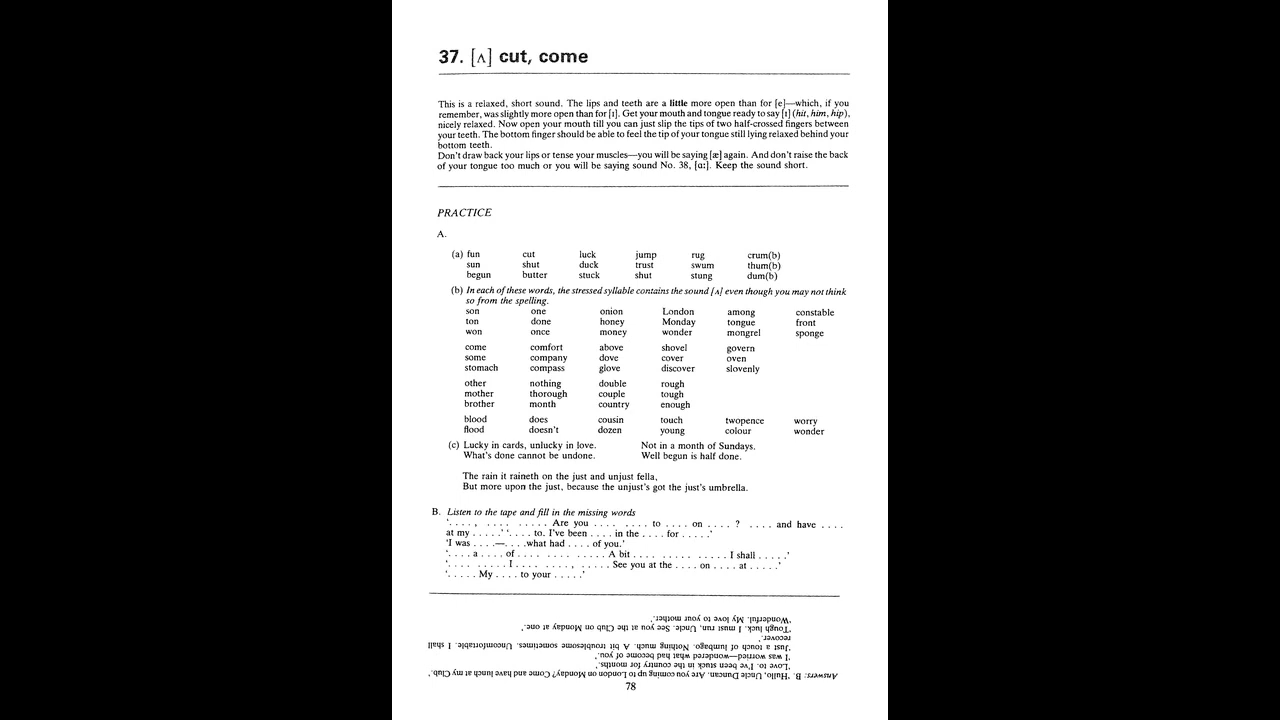 37. [ʌ] cut, come
This is a relaxed, short sound. The lips and teeth are a little more open than for [e]—which, if you
remember, was slightly more open than for [ɪ]. Get your mouth and tongue ready to say [ɪ] (hit, him, hip),
nicely relaxed. Now open your mouth till you can just slip the tips of two half-crossed fingers between
your teeth. The bottom finger should be able to feel the tip of your tongue still lying relaxed behind your
bottom teeth.
Don't draw back your lips or tense your muscles—you will be saying [æ] again. And don't raise the back
of your tongue too much or you will be saying sound No. 38, [ɑː]. Keep the sound short.
PRACTICE
A.
(a) fun cut luck jump rug crum(b)
sun shut duck trust swum thum(b)
begun butter stuck shut stung dum(b)
(b) In each of these words, the stressed syllable contains the sound [ʌ] even though you may not think
so from the spelling.
son one onion London among constable
ton done honey Monday tongue front
won once money wonder mongrel sponge
come comfort above shovel govern
some company dove cover oven
stomach compass glove discover slovenly
other nothing double rough
mother thorough couple tough
brother month country enough
blood does cousin touch twopence worry
flood doesn't dozen young colour wonder
(c) Lucky in cards, unlucky in love. Not in a month of Sundays.
What's done cannot be undone. Well begun is half done.
The rain it raineth on the just and unjust fella,
But more upon the just, because the unjust's got the just's umbrella.
B. Listen to the tape and fill in the missing words
'. . . . , . . . . . . . . . Are you . . . . . . . . to . . . . on . . . . ? . . . . and have . . . .
at my . . . . .' '. . . . to. I've been . . . . in the . . . . for . . . . .'
'I was . . . .—. . . .what had . . . . of you.'
'. . . . a . . . . of . . . . . . . . . . . . . A bit . . . . . . . . . . . . . . I shall . . . . .'
'. . . . . . . . . I . . . . . . . . , . . . . . See you at the . . . . on . . . . at . . . . .'
'. . . . . My . . . . to your . . . . .'
Answers: B. 'Hullo, Uncle Duncan. Are you coming up to London on Monday? Come and have lunch at my Club.'
'Love to. I've been stuck in the country for months.'
'I was worried—wondered what had become of you.'
'Just a touch of lumbago. Nothing much. A bit troublesome sometimes. Uncomfortable. I shall
recover.'
'Tough luck. I must run, Uncle. See you at the Club on Monday at one.'
'Wonderful. My love to your mother.'
78